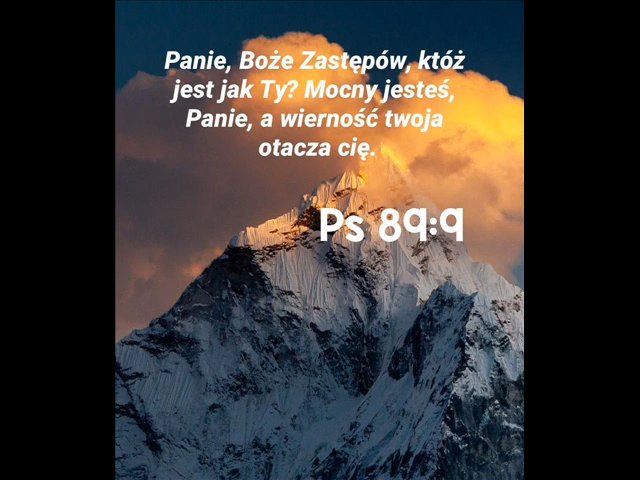 Panie, Boże Zastępów, któż
jest jak Ty? Mocny jesteś,
Panie, a wierność twoja
otacza cię.
Ps 89:9